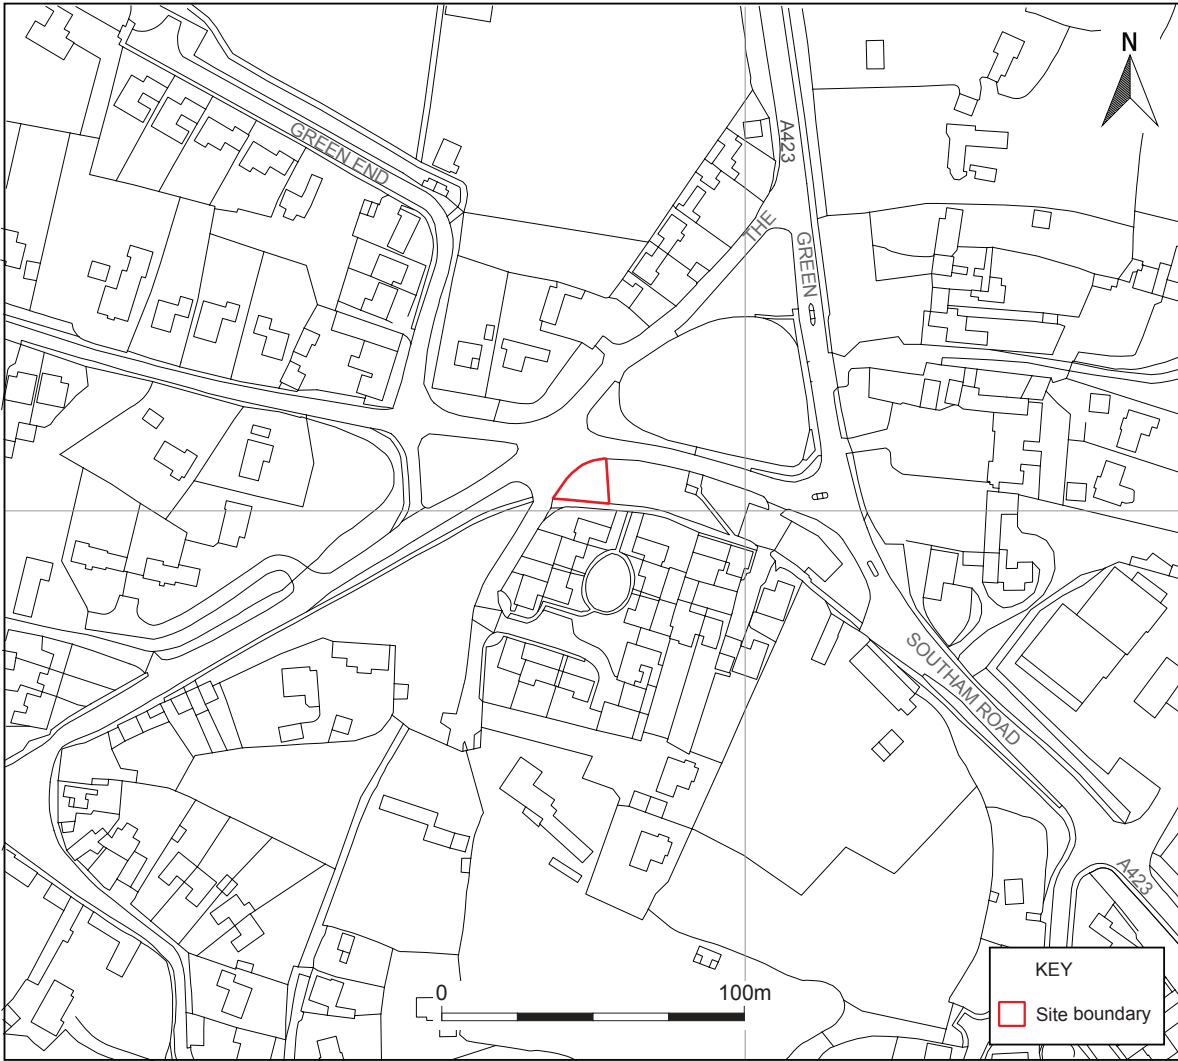 N
A423
GREEN END
THE
GREEN
SOUTHAM ROAD
A423
KEY
0
100m
Site boundary